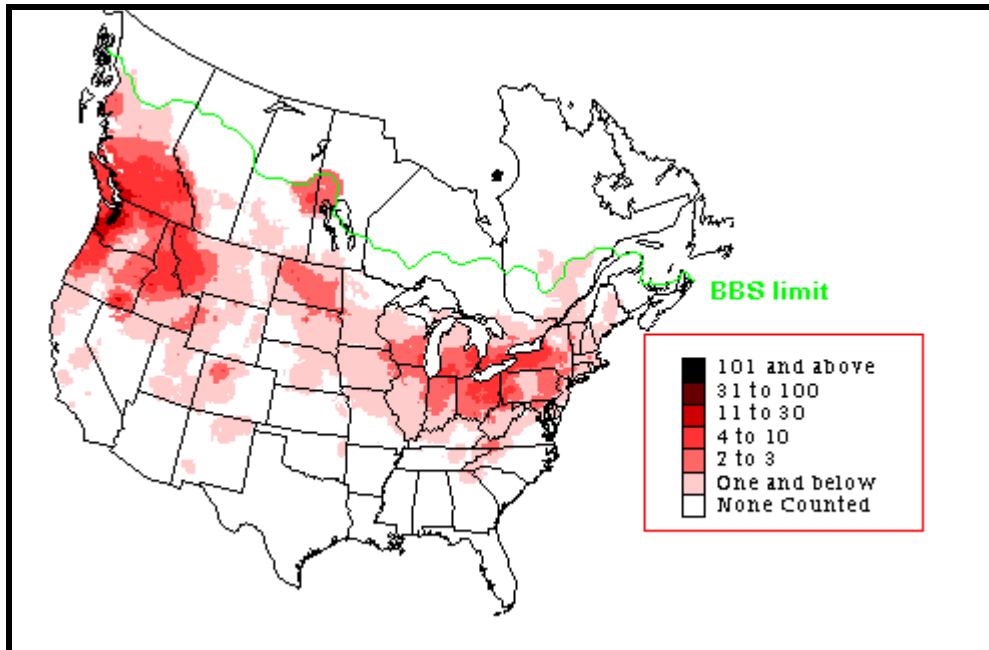 BBS limit
101 and above
31 to 100
11 to 30
4 to 10
2 to 3
One and below
None Counted